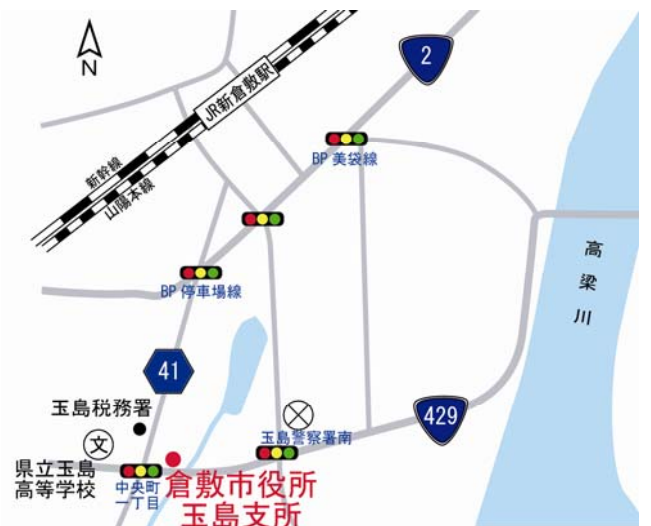 N
2
JR新倉敷駅
新幹線
山陽本線
BP 美袋線
BP 停車場線
高梁川
41
玉島税務署
文
429
玉島警察署南
県立玉島
高等学校
中央町
一丁目
倉敷市役所
玉島支所